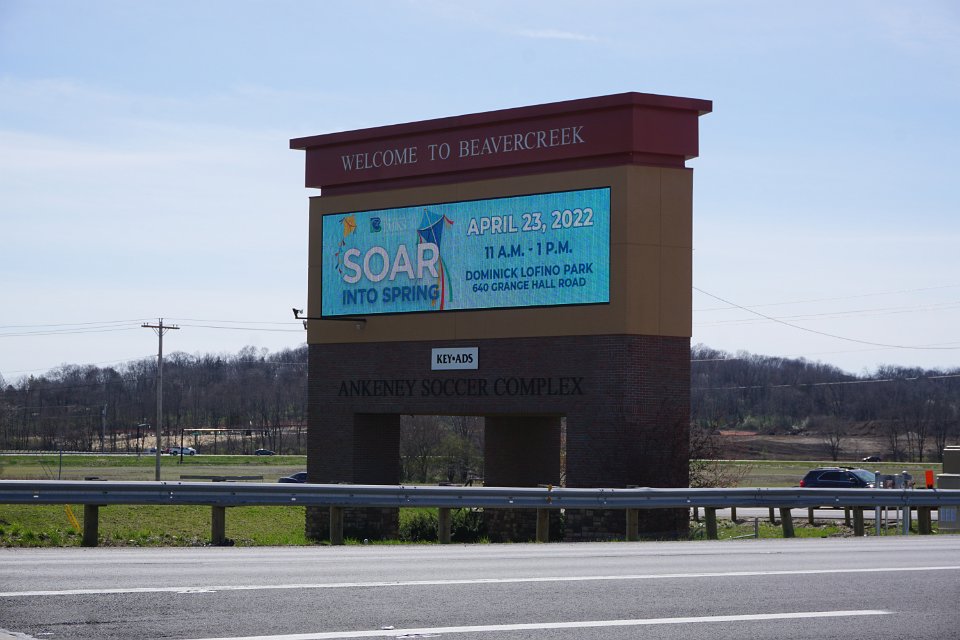 WELCOME TO BEAVERCREEK
SOAR
INTO SPRING
APRIL 23, 2022
11 A.M. - 1 P.M.
DOMINICK LOFINO PARK
640 GRANGE HALL ROAD
KEY•ADS
ANKENEY SOCCER COMPLEX